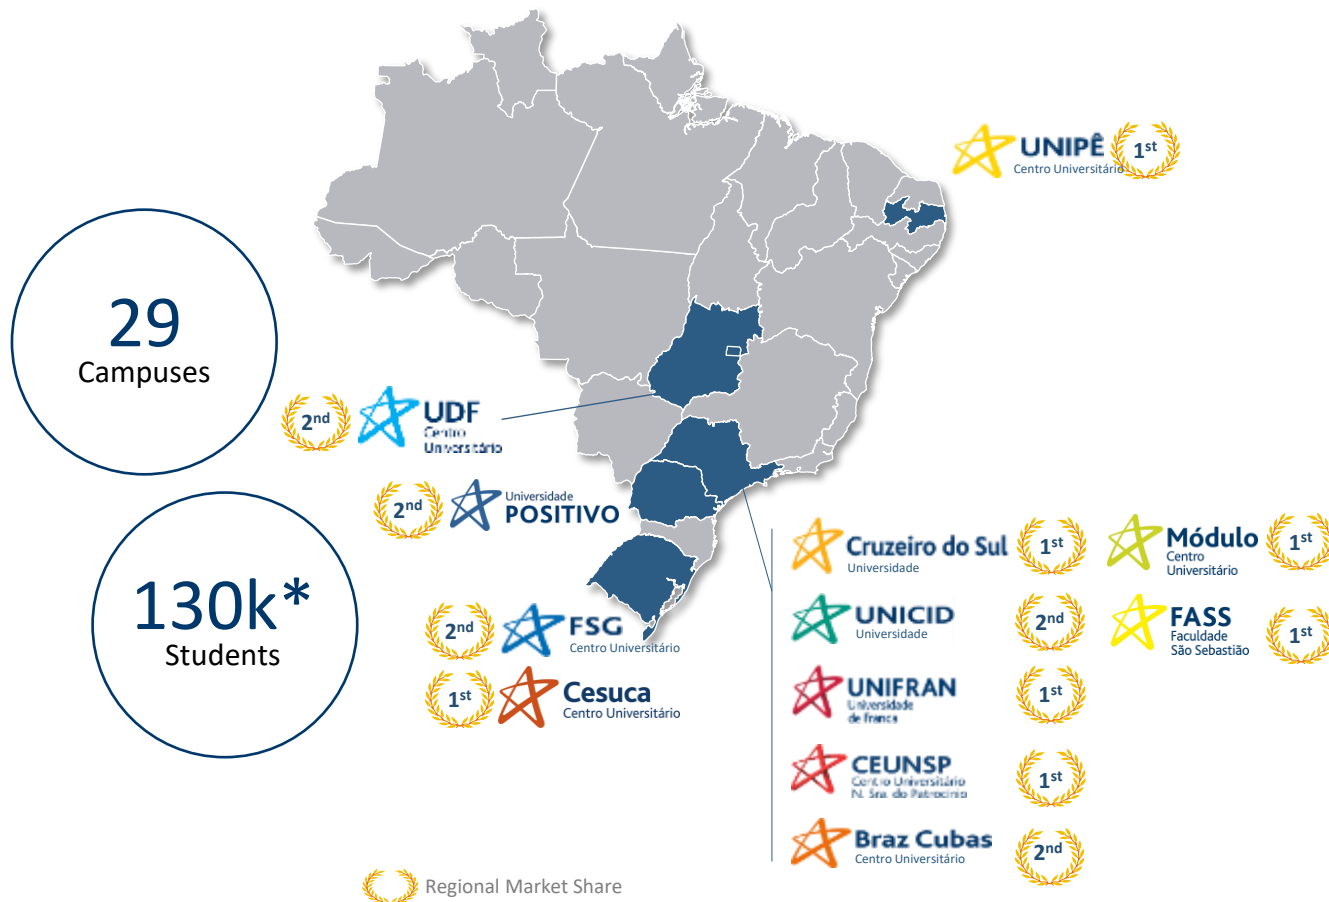 UNIPÊ
Centro Universitário
1st
29
Campuses
2nd
UDF
Centro
Universitário
2nd
Universidade
POSITIVO
130k*
Students
2nd
FSG
Centro Universitário
1st
Cesuca
Centro Universitário
Cruzeiro do Sul
Universidade
1st
Módulo
Centro
Universitário
1st
UNICID
Universidade
2nd
FASS
Faculdade
São Sebastião
1st
UNIFRAN
Universidade
de Franca
1st
CEUNSP
Centro Universitário
N. Sra. do Patrocínio
1st
Braz Cubas
Centro Universitário
2nd
Regional Market Share